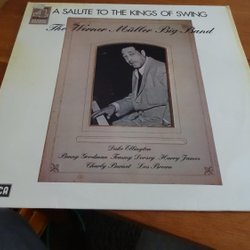 A SALUTE TO THE KINGS OF SWING
The Werner Müller Big Band
Duke Ellington
Benny Goodman Tommy Dorsey Harry James
Charly Barnet Les Brown